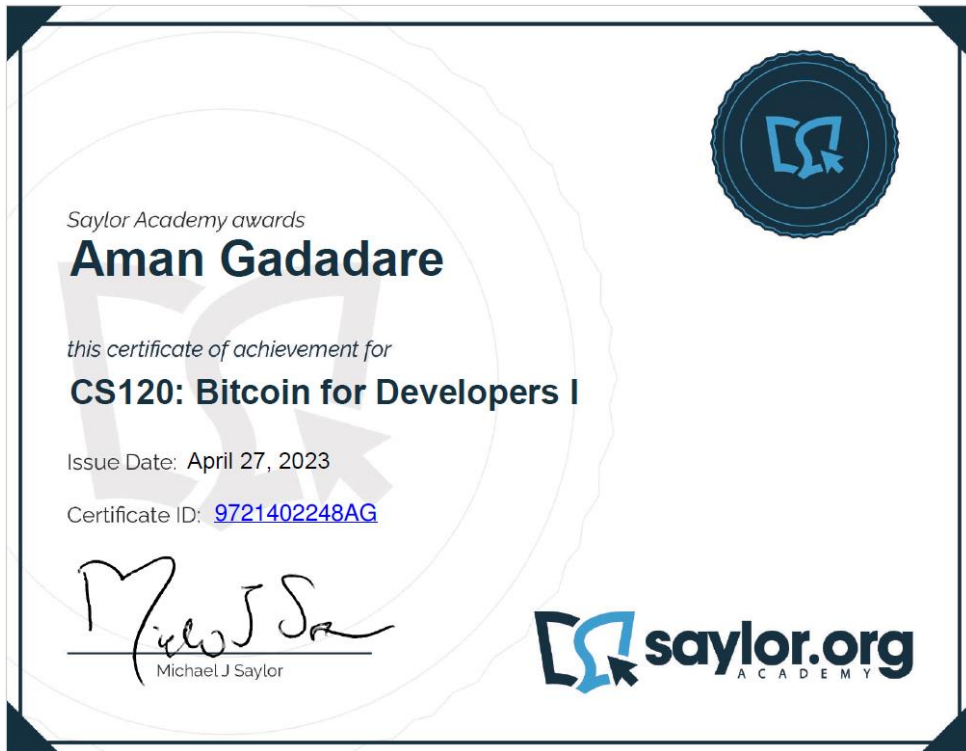 Saylor Academy awards
Aman Gadadare
this certificate of achievement for
CS120: Bitcoin for Developers I
Issue Date: April 27, 2023
Certificate ID: 9721402248AG
Michael J Saylor
saylor.org
ACADEMY